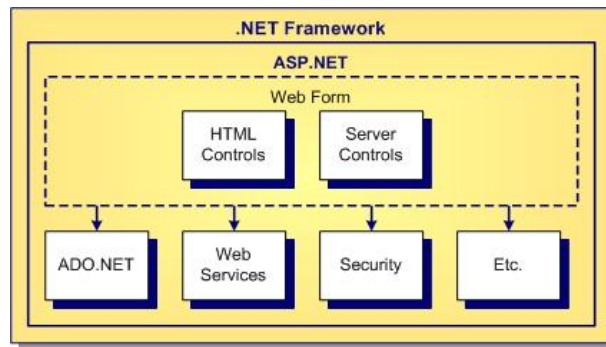 .NET Framework
ASP.NET
Web Form
HTML
Controls
Server
Controls
ADO.NET
Web
Services
Security
Etc.